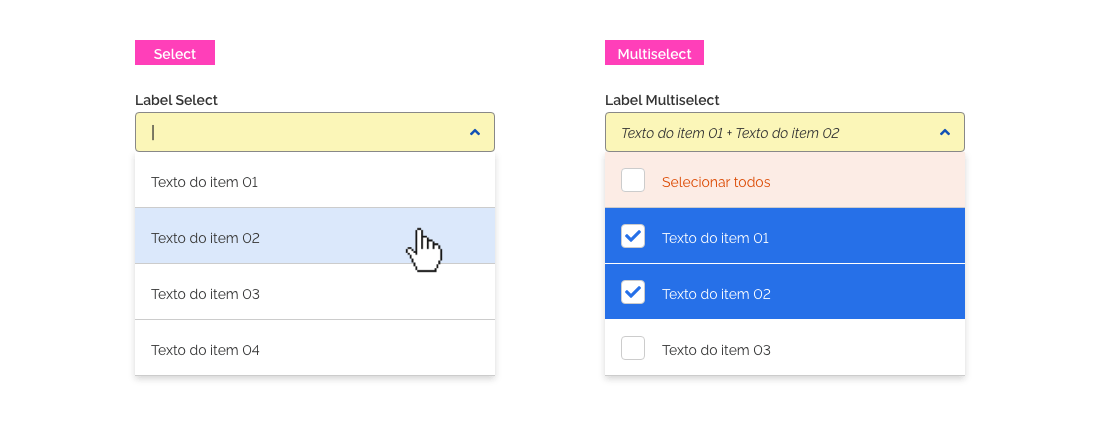 Select
Label Select
Texto do item 01
Texto do item 02
Texto do item 03
Texto do item 04
Multiselect
Label Multiselect
Texto do item 01 + Texto do item 02
Selecionar todos
Texto do item 01
Texto do item 02
Texto do item 03